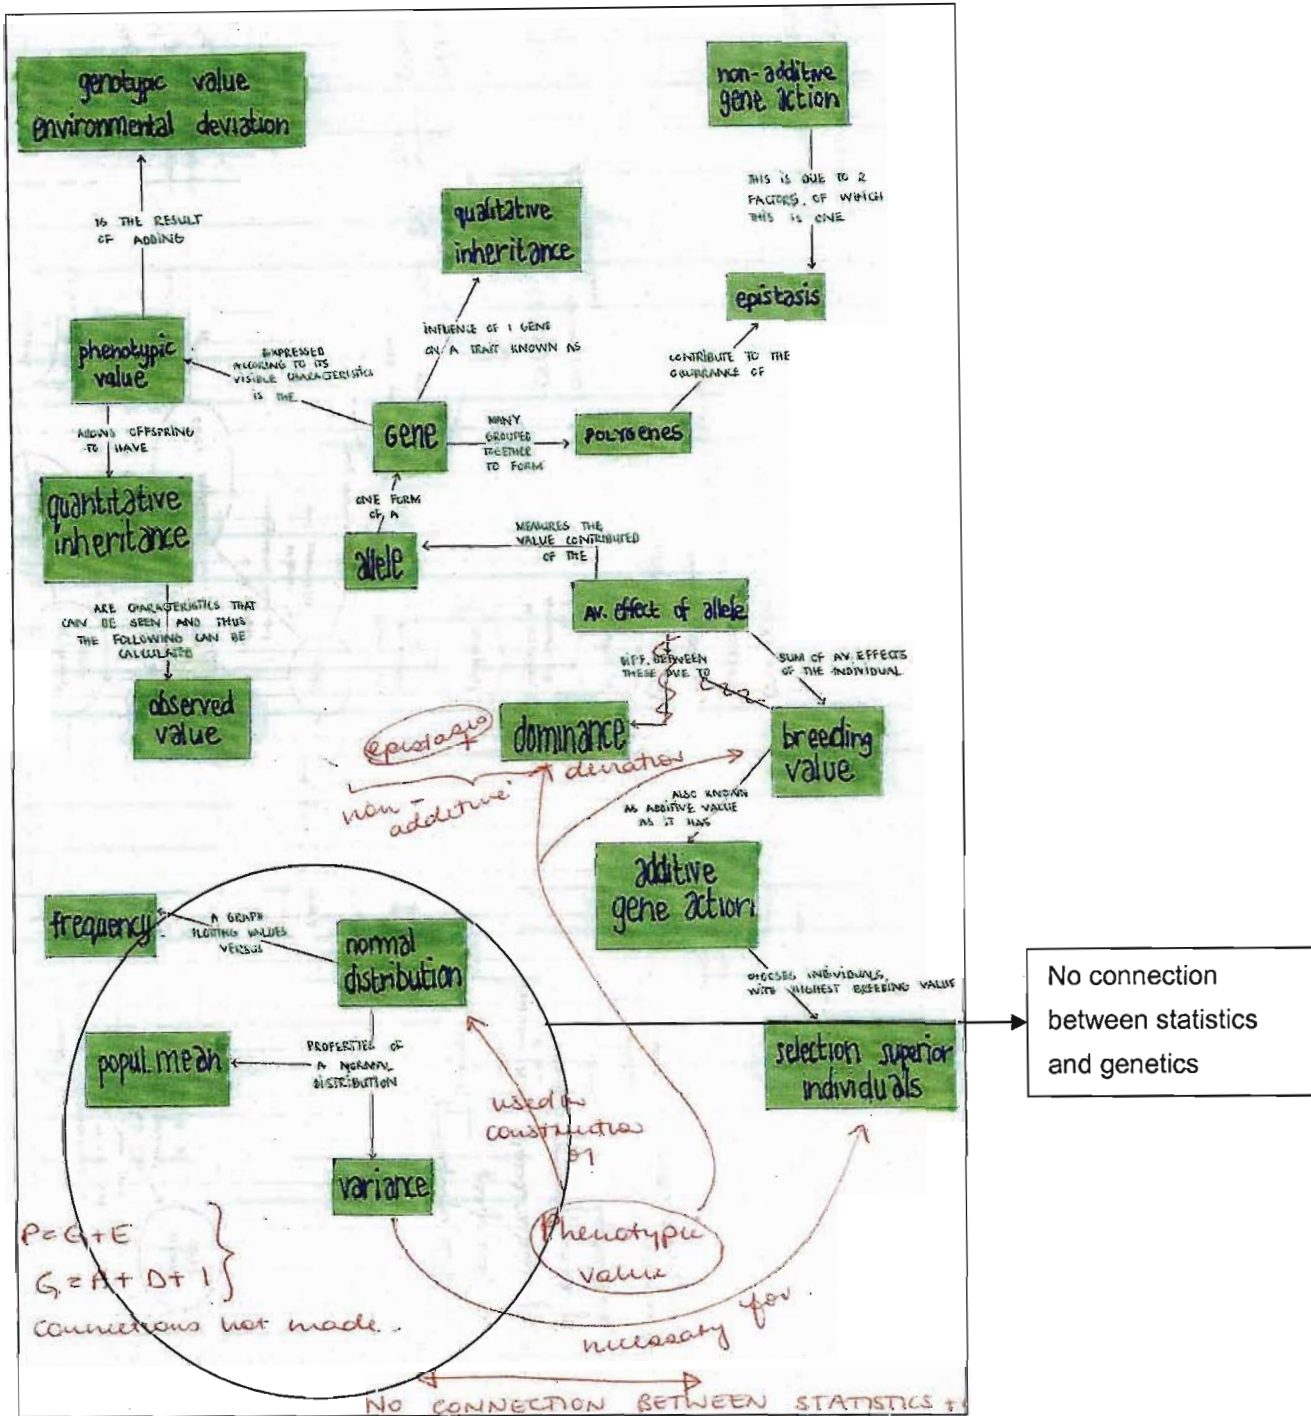 genotypic value
environmental deviation
non-additive
gene action
IS THE RESULT
OF ADDING
THIS IS DUE TO 2
FACTORS, OF WHICH
THIS IS ONE
qualitative
inheritance
epistasis
phenotypic
value
EXPRESSED
ACCORING TO ITS
VISIBLE CHARACTERISTICS
IS THE
INFLUENCE OF 1 GENE
ON A TRAIT KNOWN AS
CONTRIBUTE TO THE
OF
ALLOWS OFFSPRING
TO HAVE
GENE
MANY
GROUPED
TOGETHER
TO FORM
POLYGENES
quantitative
inheritance
ONE FORM
OF A
allele
MEASURES THE
VALUE CONTRIBUTED
OF THE
ARE CHARACTERISTICS THAT
CAN BE SEEN AND THUS
THE FOLLOWING CAN BE
CALCULATED
AV. effect of allele
DIFF. BETWEEN
THESE DUE TO
SUM OF AV. EFFECTS
OF THE INDIVIDUAL
observed
value
epistasis
+
dominance
deviation
breeding
value
non-
additive
ALSO KNOWN
AS ADDITIVE VALUE
AS IT HAS
additive
gene action
frequency
A GRAPH
PLOTTING VALUES
VERSUS
normal
distribution
CHOOSES INDIVIDUALS
WITH HIGHEST BREEDING VALUE
No connection
between statistics
and genetics
popul. mean
PROPERTIES OF
A NORMAL
DISTRIBUTION
selection superior
individuals
used in
construction
of
variance
Phenotypic
value
P=G+E
G=A+D+I
connections not made.
necessary for
NO CONNECTION BETWEEN STATISTICS +